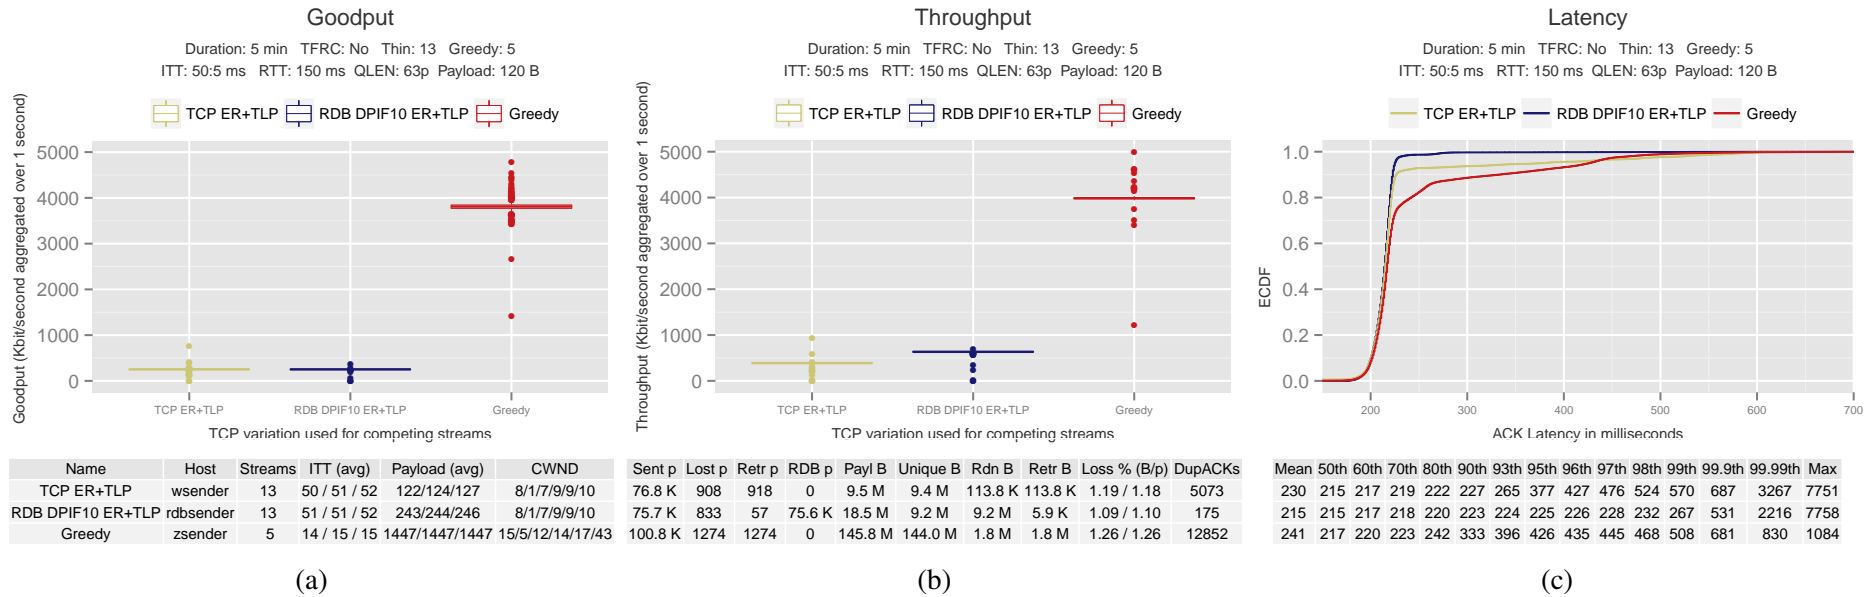 Goodput
Duration: 5 min TFRC: No Thin: 13 Greedy: 5
ITT: 50:5 ms RTT: 150 ms QLEN: 63p Payload: 120 B
TCP ER+TLP RDB DPIF10 ER+TLP Greedy
Goodput (Kbit/second aggregated over 1 second)
5000
4000
3000
2000
1000
0
TCP ER+TLP RDB DPIF10 ER+TLP Greedy
TCP variation used for competing streams
Name Host Streams ITT (avg) Payload (avg) CWND
TCP ER+TLP wsender 13 50 / 51 / 52 122/124/127 8/1/7/9/9/10
RDB DPIF10 ER+TLP rdbsender 13 51 / 51 / 52 243/244/246 8/1/7/9/9/10
Greedy zsender 5 14 / 15 / 15 1447/1447/1447 15/5/12/14/17/43
(a)
Throughput
Duration: 5 min TFRC: No Thin: 13 Greedy: 5
ITT: 50:5 ms RTT: 150 ms QLEN: 63p Payload: 120 B
TCP ER+TLP RDB DPIF10 ER+TLP Greedy
Throughput (Kbit/second aggregated over 1 second)
5000
4000
3000
2000
1000
0
TCP ER+TLP RDB DPIF10 ER+TLP Greedy
TCP variation used for competing streams
Sent p Lost p Retr p RDB p Payl B Unique B Rdn B Retr B Loss % (B/p) DupACKs
76.8 K 908 918 0 9.5 M 9.4 M 113.8 K 113.8 K 1.19 / 1.18 5073
75.7 K 833 57 75.6 K 18.5 M 9.2 M 9.2 M 5.9 K 1.09 / 1.10 175
100.8 K 1274 1274 0 145.8 M 144.0 M 1.8 M 1.8 M 1.26 / 1.26 12852
(b)
Latency
Duration: 5 min TFRC: No Thin: 13 Greedy: 5
ITT: 50:5 ms RTT: 150 ms QLEN: 63p Payload: 120 B
TCP ER+TLP RDB DPIF10 ER+TLP Greedy
ECDF
1.0
0.8
0.6
0.4
0.2
0.0
200 300 400 500 600 700
ACK Latency in milliseconds
Mean 50th 60th 70th 80th 90th 93th 95th 96th 97th 98th 99th 99.9th 99.99th Max
230 215 217 219 222 227 265 377 427 476 524 570 687 3267 7751
215 215 217 218 220 223 224 225 226 228 232 267 531 2216 7758
241 217 220 223 242 333 396 426 435 445 468 508 681 830 1084
(c)